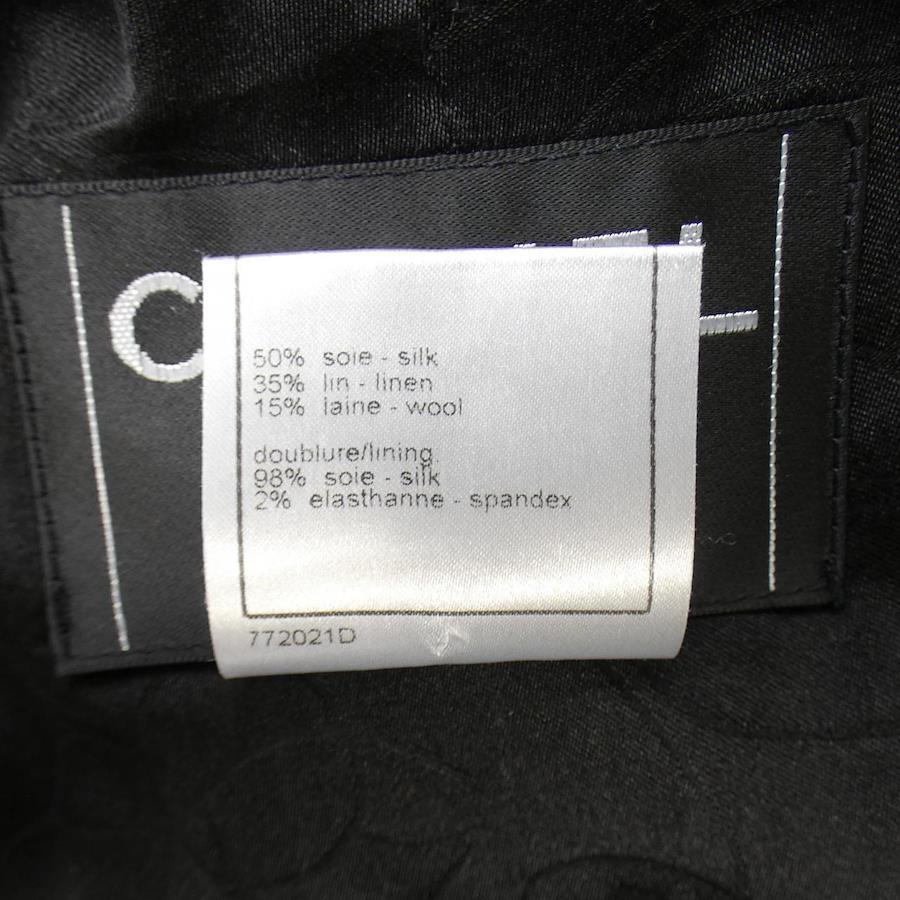 50% soie - silk
35% lin - linen
15% laine - wool
doublure/lining
98% soie - silk
2% elasthanne - spandex
772021D